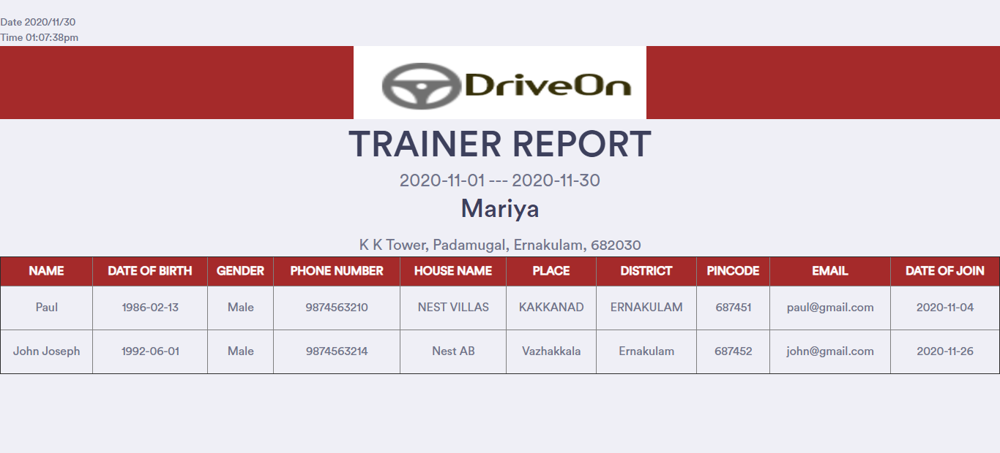 Date 2020/11/30
Time 01:07:38pm
DriveOn
TRAINER REPORT
2020-11-01 --- 2020-11-30
Mariya
K K Tower, Padamugal, Ernakulam, 682030
NAME DATE OF BIRTH GENDER PHONE NUMBER HOUSE NAME PLACE DISTRICT PINCODE EMAIL DATE OF JOIN
Paul 1986-02-13 Male 9874563210 NEST VILLAS KAKKANAD ERNAKULAM 687451 paul@gmail.com 2020-11-04
John Joseph 1992-06-01 Male 9874563214 Nest AB Vazhakkala Ernakulam 687452 john@gmail.com 2020-11-26